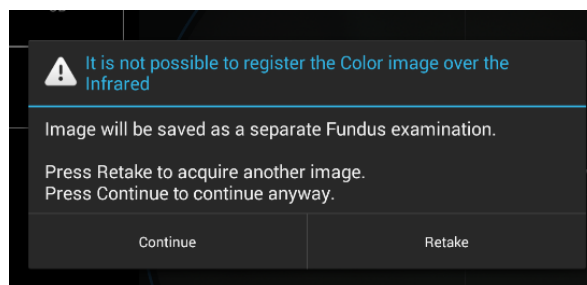 It is not possible to register the Color image over the
Infrared
Image will be saved as a separate Fundus examination.
Press Retake to acquire another image.
Press Continue to continue anyway.
Continue
Retake